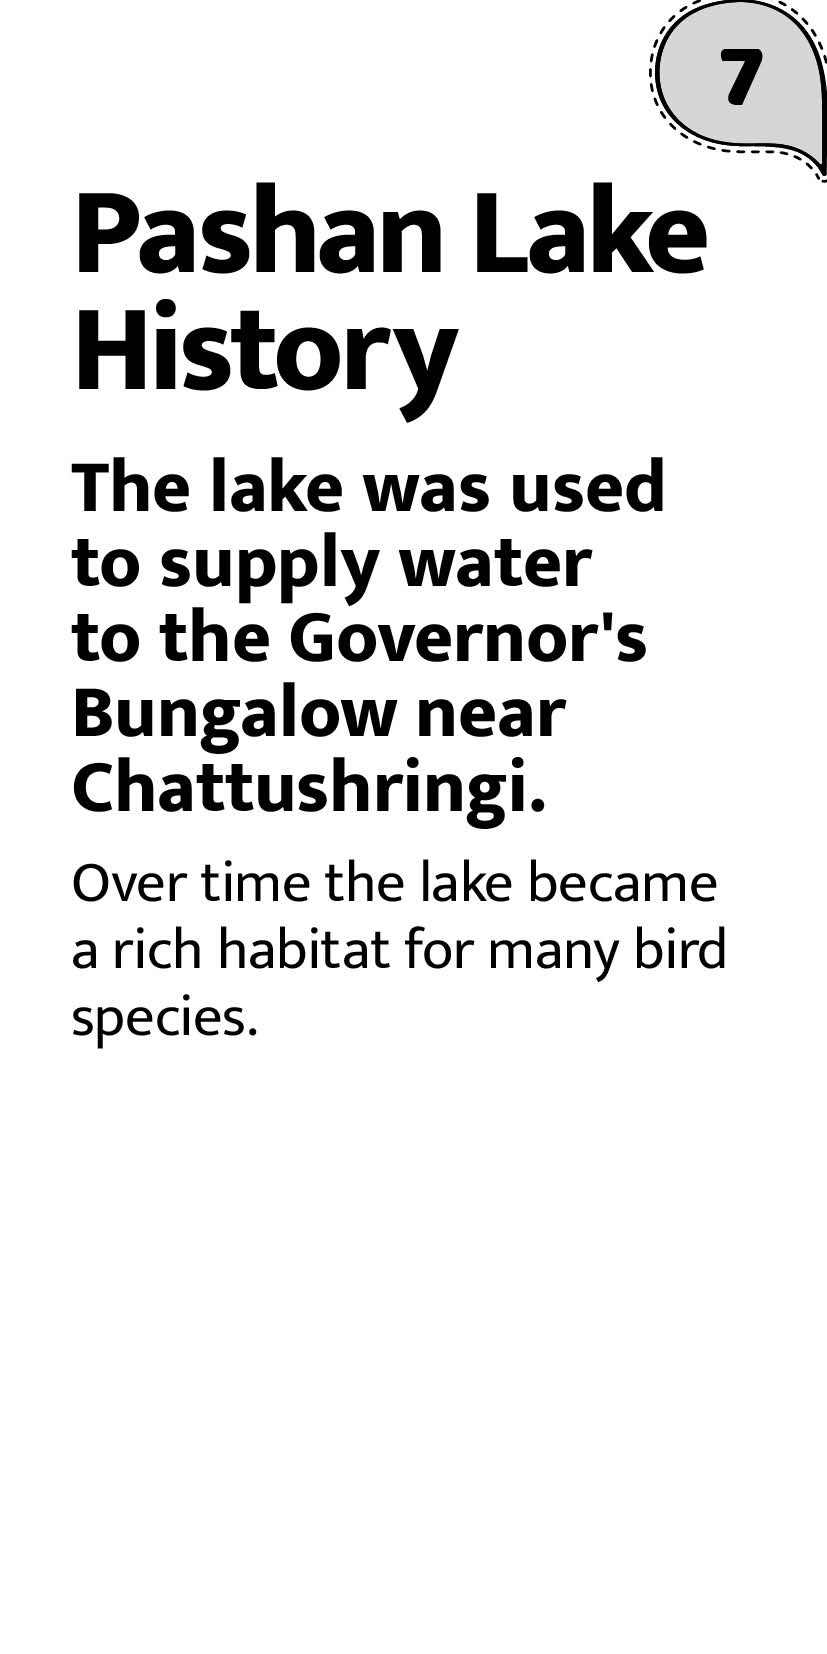 7
Pashan Lake
History
The lake was used
to supply water
to the Governor's
Bungalow near
Chattushringi.
Over time the lake became
a rich habitat for many bird
species.